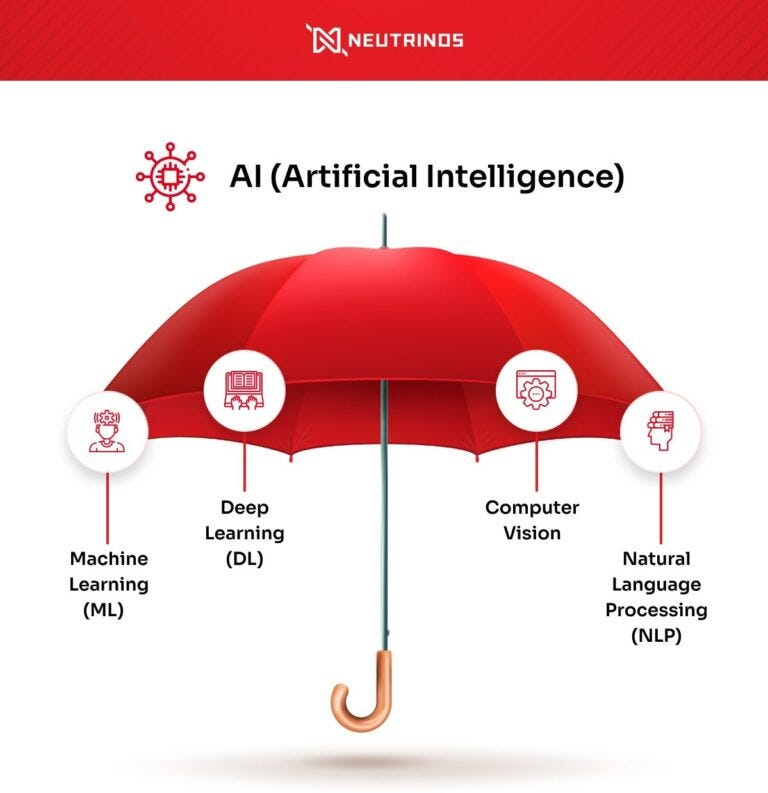 NEUTRINOS
AI (Artificial Intelligence)
Machine
Learning
(ML)
Deep
Learning
(DL)
Computer
Vision
Natural
Language
Processing
(NLP)